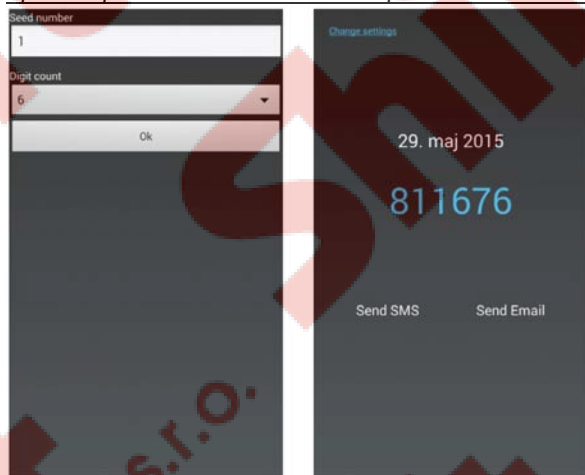 Seed number
1
Digit count
6
Ok
Change settings
29. maj 2015
811676
Send SMS
Send Email
s.r.o.